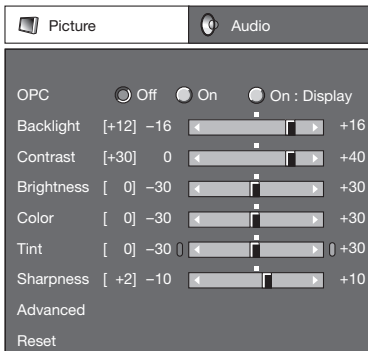 Picture Audio
OPC Off On On : Display
Backlight [+12] –16 +16
Contrast [+30] 0 +40
Brightness [ 0] –30 +30
Color [ 0] –30 +30
Tint [ 0] –30 +30
Sharpness [ +2] –10 +10
Advanced
Reset